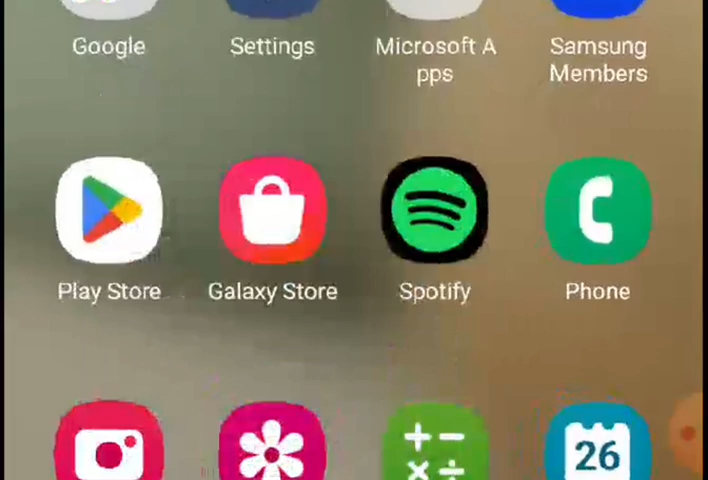 Google
Settings
Microsoft A
pps
Samsung
Members
Play Store
Galaxy Store
Spotify
Phone
26